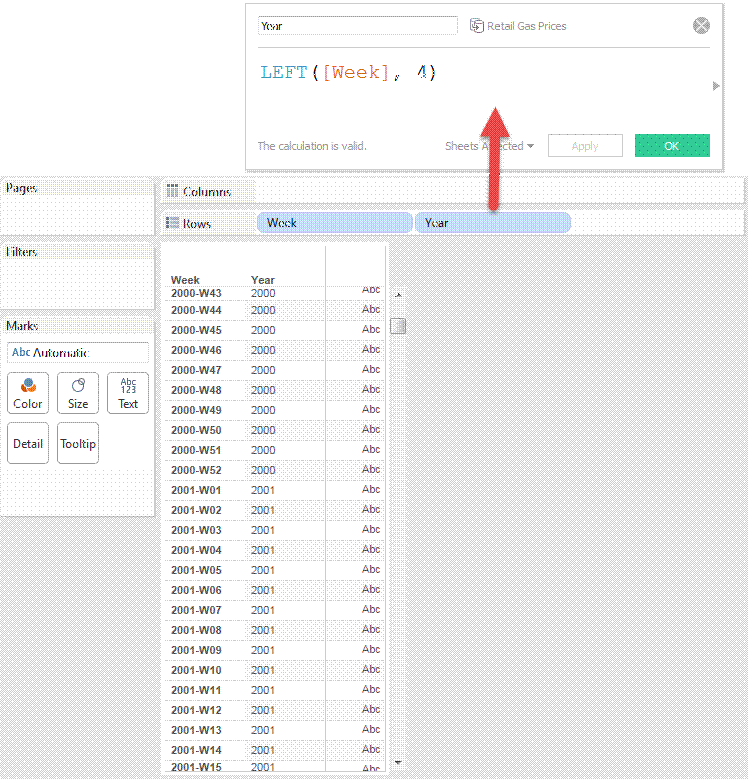 Year Retail Gas Prices
LEFT([Week], 4)
The calculation is valid. Sheets Affected Apply OK
Pages
Columns
Rows Week Year
Filters
Marks
Abc Automatic
Color Size Abc 123 Text
Detail Tooltip
Week Year
2000-W43 2000 Abc
2000-W44 2000 Abc
2000-W45 2000 Abc
2000-W46 2000 Abc
2000-W47 2000 Abc
2000-W48 2000 Abc
2000-W49 2000 Abc
2000-W50 2000 Abc
2000-W51 2000 Abc
2000-W52 2000 Abc
2001-W01 2001 Abc
2001-W02 2001 Abc
2001-W03 2001 Abc
2001-W04 2001 Abc
2001-W05 2001 Abc
2001-W06 2001 Abc
2001-W07 2001 Abc
2001-W08 2001 Abc
2001-W09 2001 Abc
2001-W10 2001 Abc
2001-W11 2001 Abc
2001-W12 2001 Abc
2001-W13 2001 Abc
2001-W14 2001 Abc
2001-W15 2001 Abc